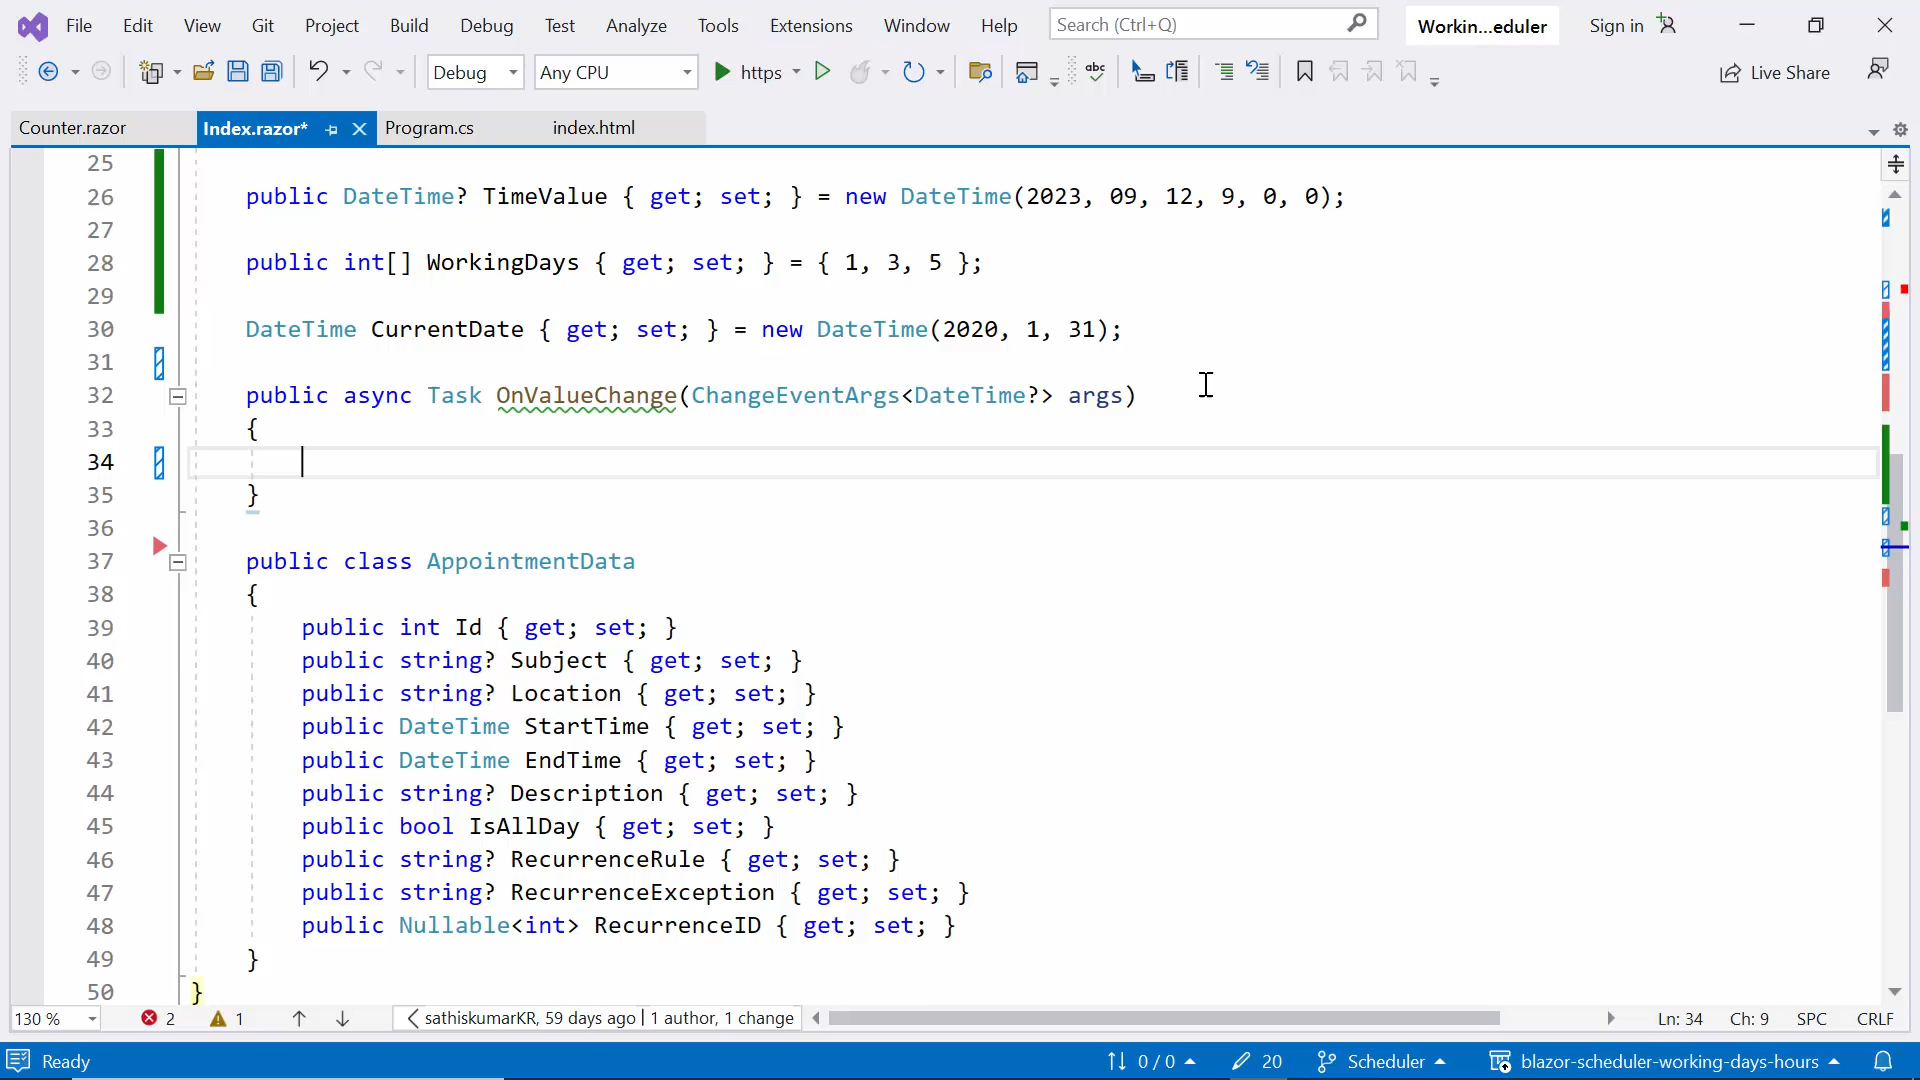 File Edit View Git Project Build Debug Test Analyze Tools Extensions Window Help Search (Ctrl+Q) Workin...eduler Sign in
Debug Any CPU https abc Live Share
Counter.razor Index.razor* Program.cs index.html
25
26 public DateTime? TimeValue { get; set; } = new DateTime(2023, 09, 12, 9, 0, 0);
27
28 public int[] WorkingDays { get; set; } = { 1, 3, 5 };
29
30 DateTime CurrentDate { get; set; } = new DateTime(2020, 1, 31);
31
32 public async Task OnValueChange(ChangeEventArgs<DateTime?> args)
33 {
34
35 }
36
37 public class AppointmentData
38 {
39 public int Id { get; set; }
40 public string? Subject { get; set; }
41 public string? Location { get; set; }
42 public DateTime StartTime { get; set; }
43 public DateTime EndTime { get; set; }
44 public string? Description { get; set; }
45 public bool IsAllDay { get; set; }
46 public string? RecurrenceRule { get; set; }
47 public string? RecurrenceException { get; set; }
48 public Nullable<int> RecurrenceID { get; set; }
49 }
50 }
130 % 2 1 sathiskumarKR, 59 days ago | 1 author, 1 change Ln: 34 Ch: 9 SPC CRLF
Ready 0 / 0 20 Scheduler blazor-scheduler-working-days-hours